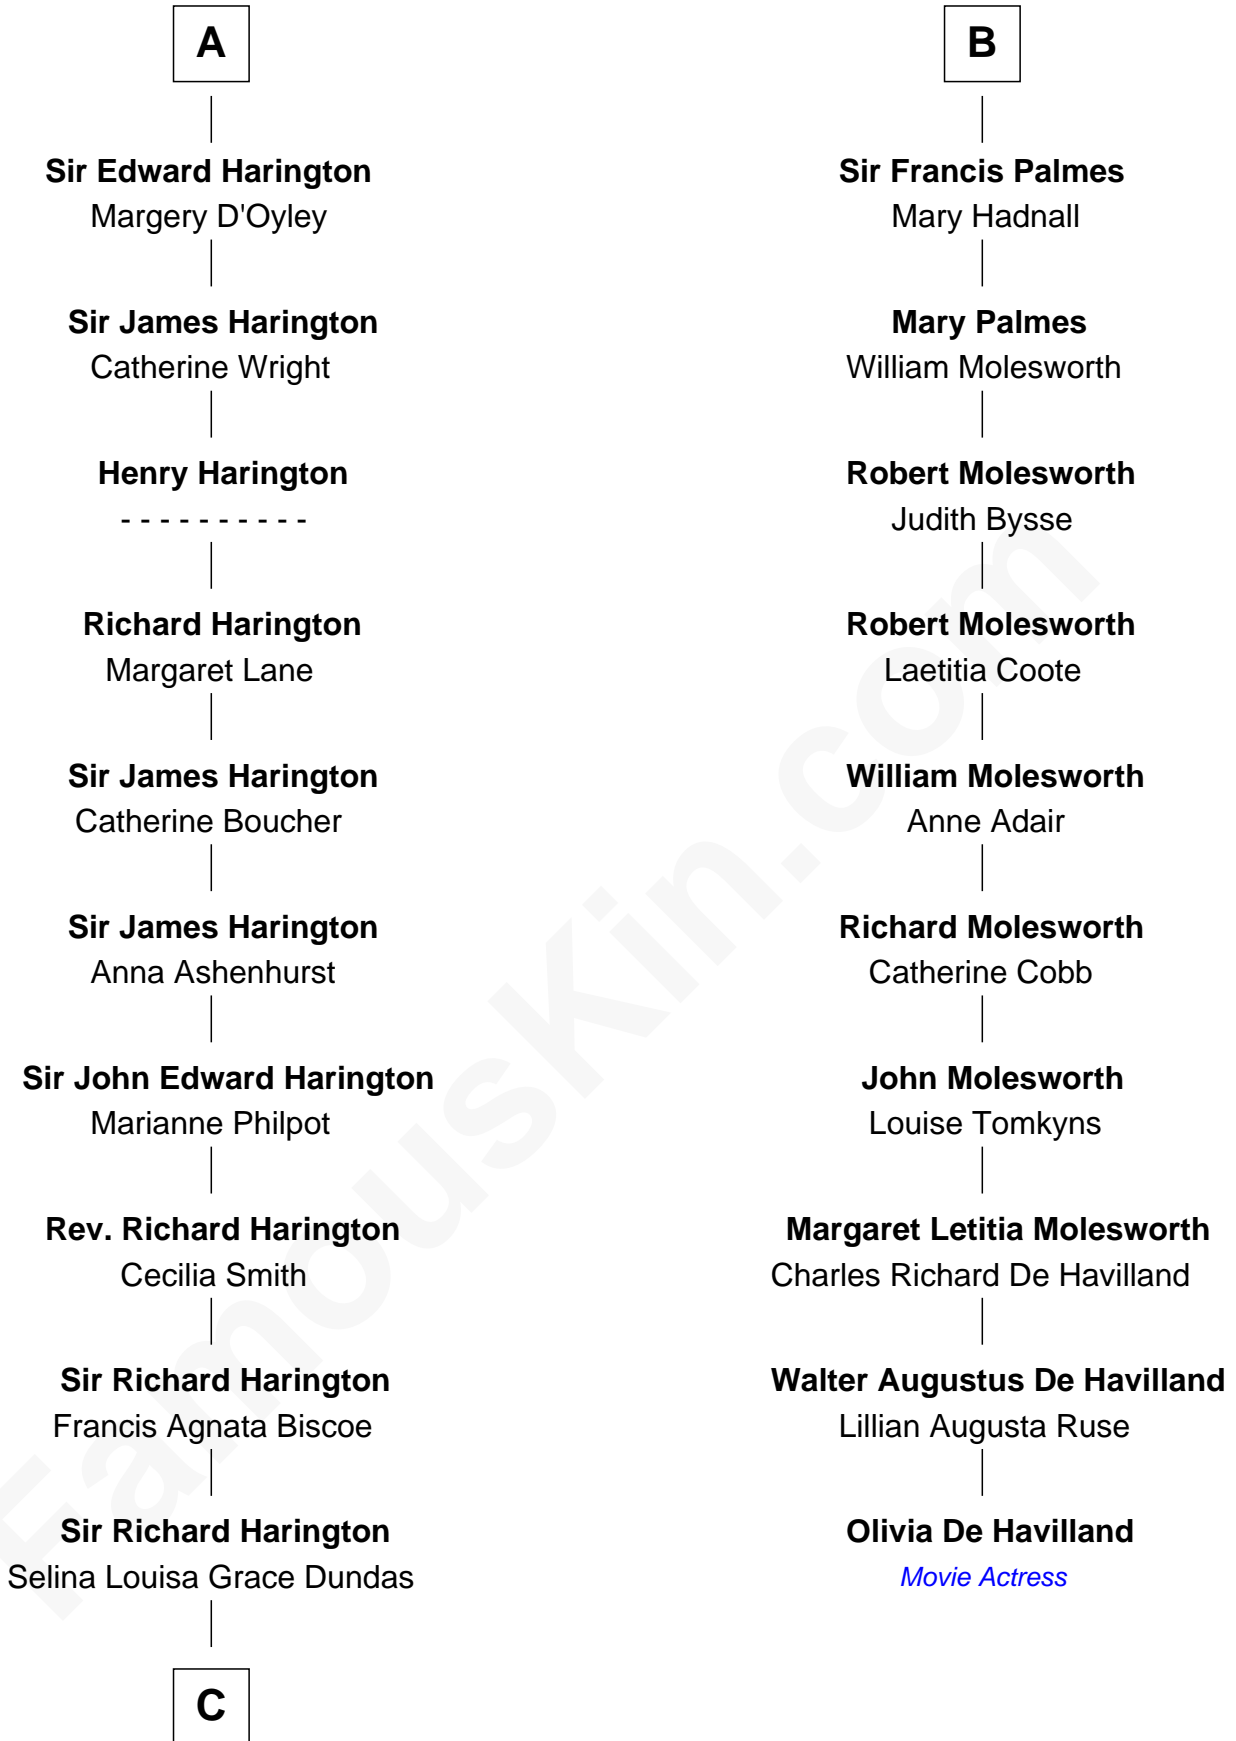 A
Sir Edward Harington
Margery D'Oyley
Sir James Harington
Catherine Wright
Henry Harington
- - - - - - - - - -
Richard Harington
Margaret Lane
Sir James Harington
Catherine Boucher
Sir James Harington
Anna Ashenhurst
Sir John Edward Harington
Marianne Philpot
Rev. Richard Harington
Cecilia Smith
Sir Richard Harington
Francis Agnata Biscoe
Sir Richard Harington
Selina Louisa Grace Dundas
C
B
Sir Francis Palmes
Mary Hadnall
Mary Palmes
William Molesworth
Robert Molesworth
Judith Bysse
Robert Molesworth
Laetitia Coote
William Molesworth
Anne Adair
Richard Molesworth
Catherine Cobb
John Molesworth
Louise Tomkyns
Margaret Letitia Molesworth
Charles Richard De Havilland
Walter Augustus De Havilland
Lillian Augusta Ruse
Olivia De Havilland
Movie Actress
FamousKin.com